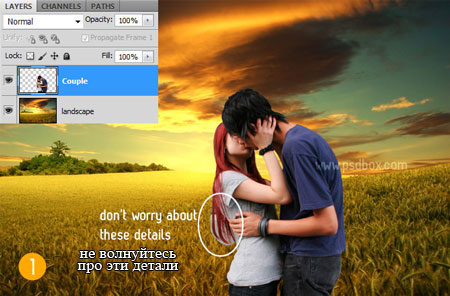 LAYERS CHANNELS PATHS
Normal Opacity: 100%
Unify: Propagate Frame 1
Lock: Fill: 100%
Couple
landscape
www.psdbox.com
don't worry about
these details
не волнуйтесь
про эти детали
1